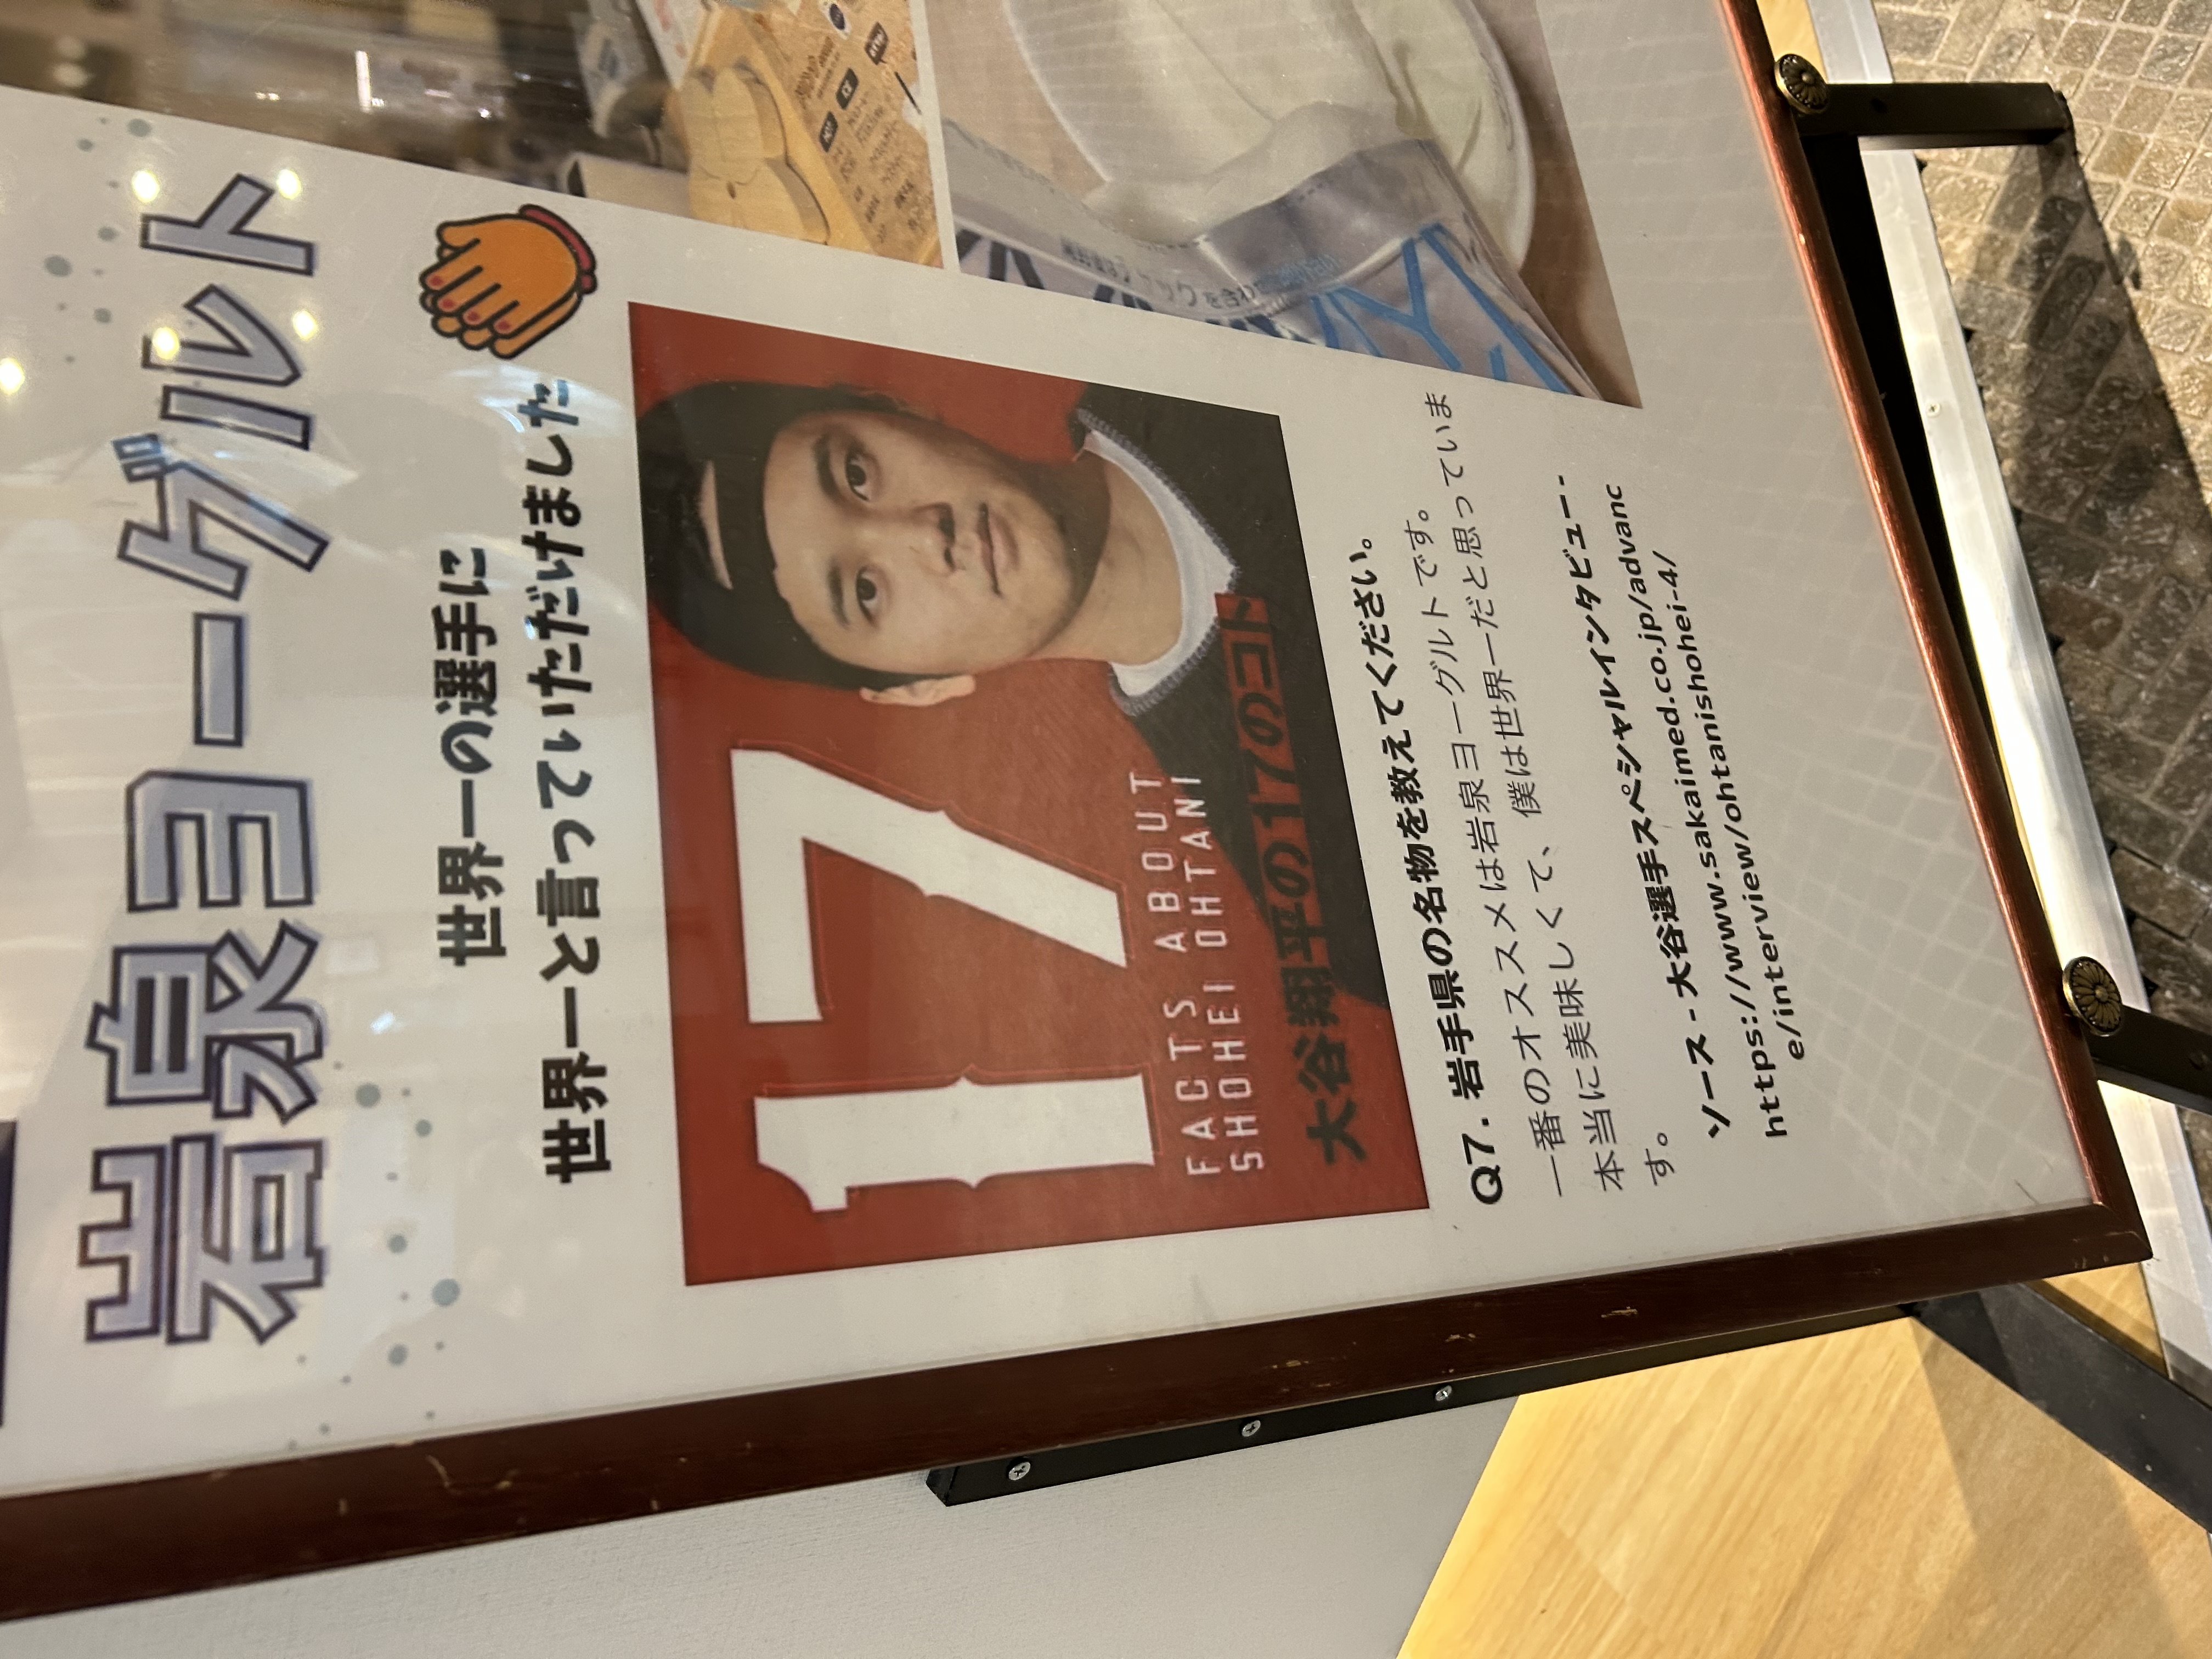 岩泉ヨーグルト
世界一の選手に
世界一と言っていただけました
17
FACTS ABOUT
SHOHEI OHTANI
大谷翔平の17のコト
Q7. 岩手県の名物を教えてください。
一番のオススメは岩泉ヨーグルトです。
本当に美味しくて、僕は世界一だと思っていま
す。
ソース - 大谷選手スペシャルインタビュー -
https://www.sakaimed.co.jp/advanc
e/interview/ohtanishohei-4/